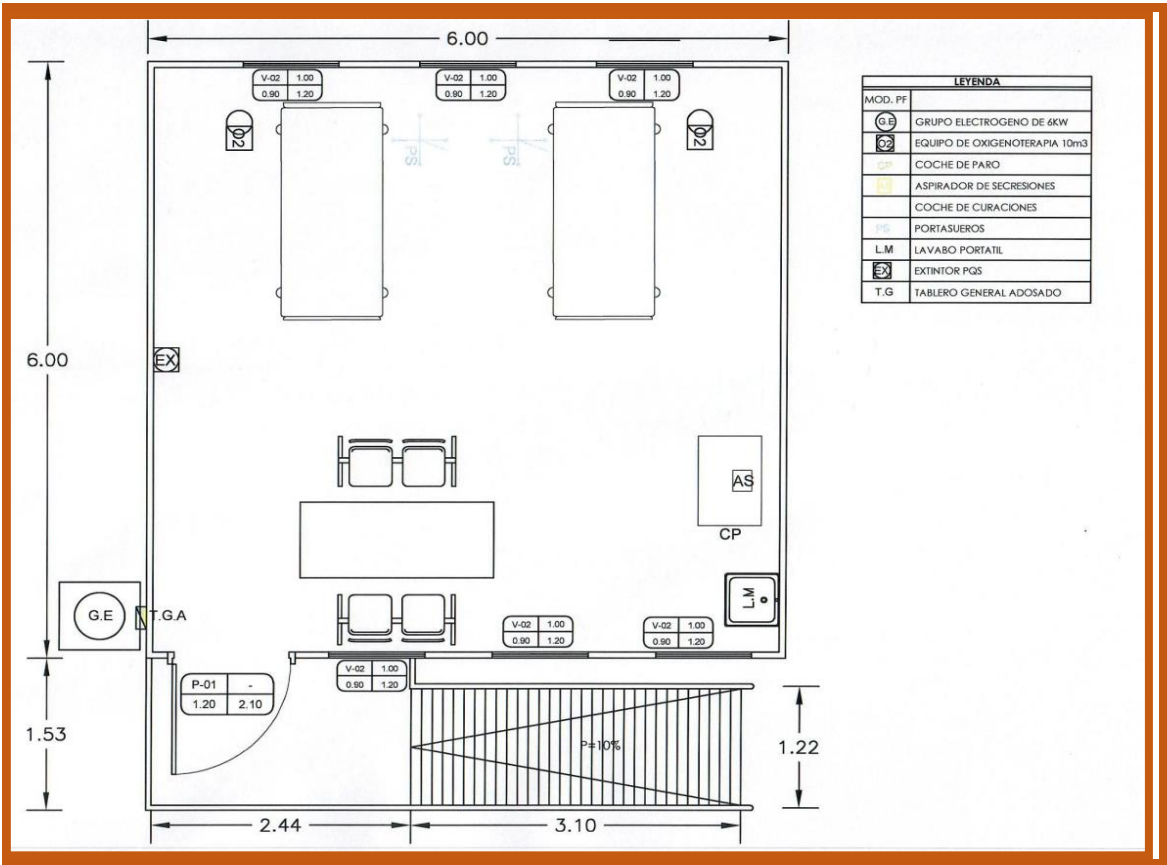 6.00
V-02 1.00
0.90 1.20
V-02 1.00
0.90 1.20
V-02 1.00
0.90 1.20
O2
PS
PS
O2
LEYENDA
MOD. PF
G.E GRUPO ELECTROGENO DE 6KW
O2 EQUIPO DE OXIGENOTERAPIA 10m3
CP COCHE DE PARO
ASPIRADOR DE SECRESIONES
COCHE DE CURACIONES
PS PORTASUEROS
L.M LAVABO PORTATIL
EX EXTINTOR PQS
T.G TABLERO GENERAL ADOSADO
6.00
EX
AS
CP
G.E
T.G.A
L.M
V-02 1.00
0.90 1.20
V-02 1.00
0.90 1.20
V-02 1.00
0.90 1.20
P-01 -
1.20 2.10
1.53
P=10%
1.22
2.44
3.10